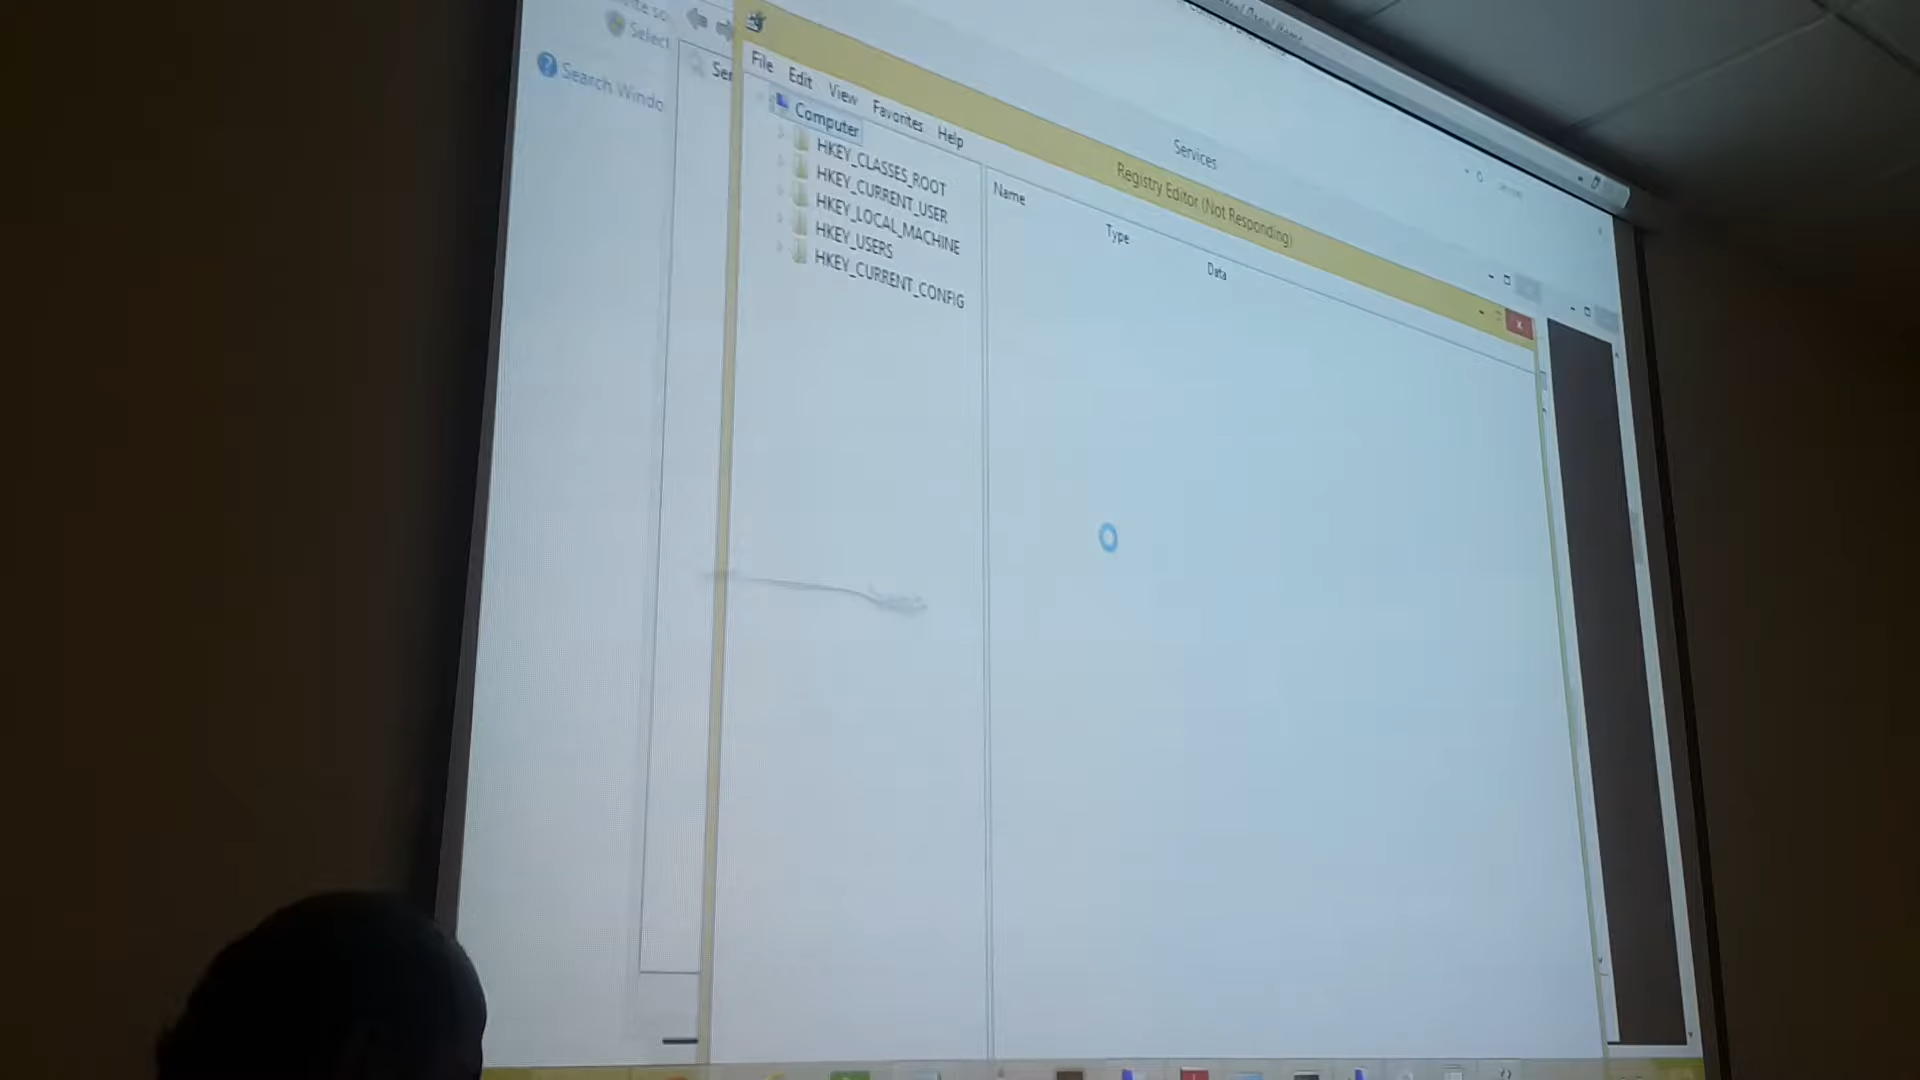 Select
Search Windo
Ser
Services
Registry Editor (Not Responding)
File Edit View Favorites Help
Computer
HKEY_CLASSES_ROOT
HKEY_CURRENT_USER
HKEY_LOCAL_MACHINE
HKEY_USERS
HKEY_CURRENT_CONFIG
Name Type Data